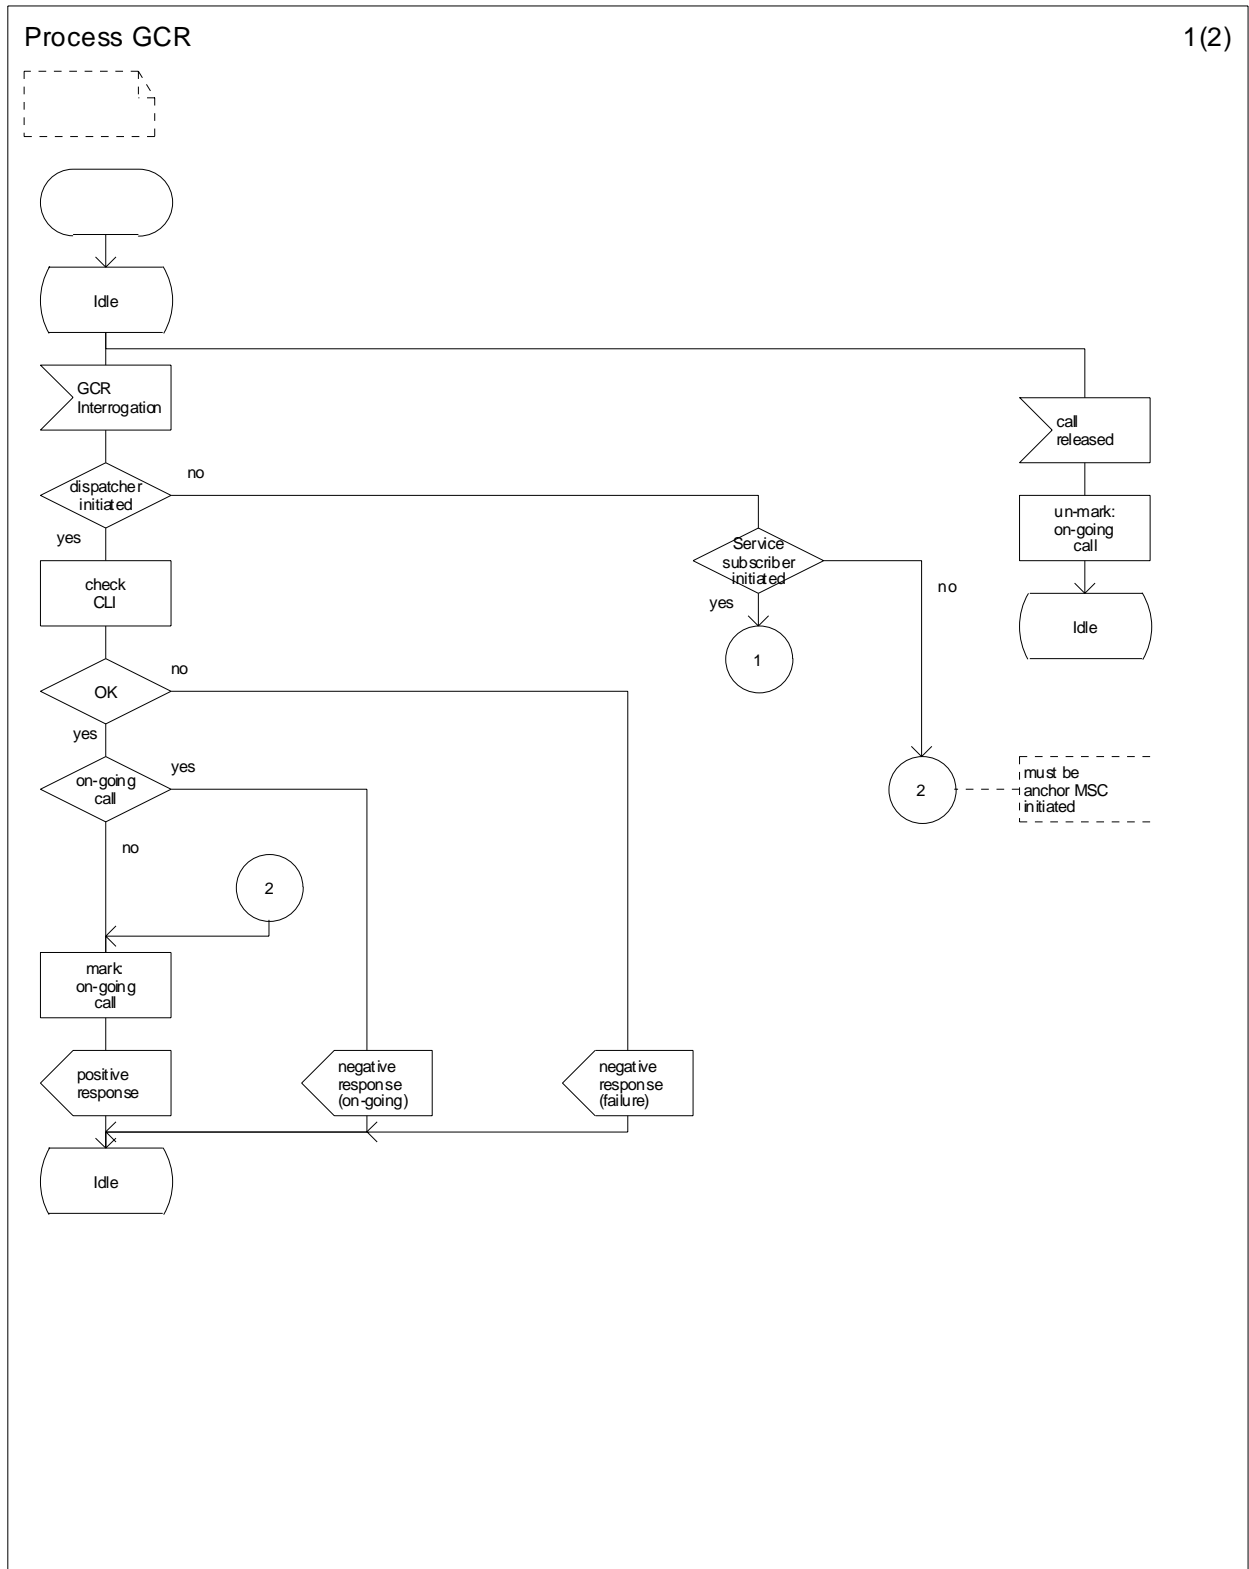 Process GCR
1(2)
Idle
GCR
Interrogation
call
released
dispatcher
initiated
no
yes
un-mark:
on-going
call
Service
subscriber
initiated
no
yes
check
CLI
Idle
1
OK
no
yes
on-going
call
yes
no
2
must be
anchor MSC
initiated
2
mark:
on-going
call
positive
response
negative
response
(on-going)
negative
response
(failure)
Idle